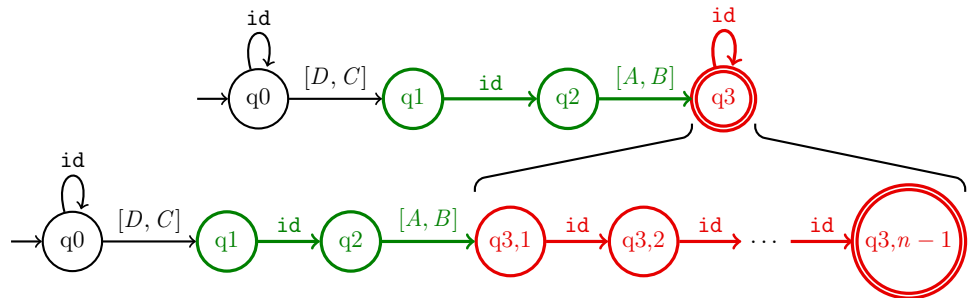 id id
[D, C] [A, B]
q0 q1 id q2 q3
id
[D, C] [A, B]
q0 q1 id q2 q3,1 id q3,2 id ... id q3,n − 1